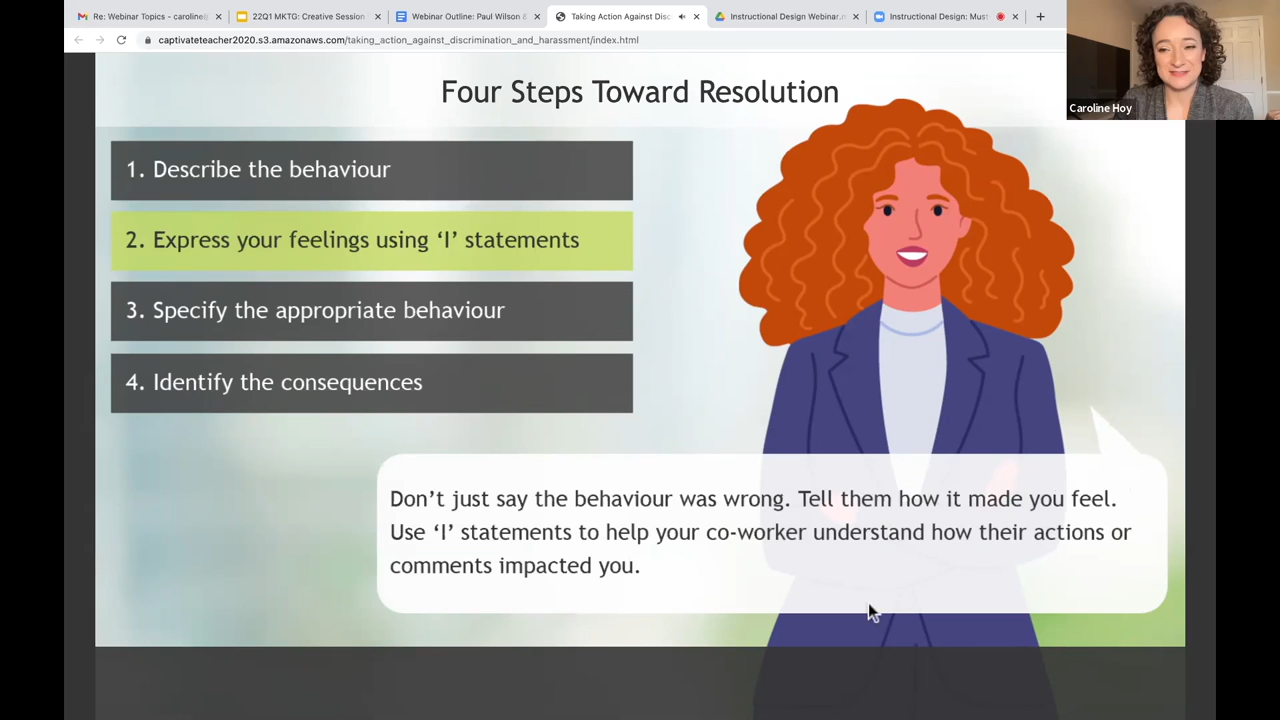 Re: Webinar Topics - caroline@
22Q1 MKTG: Creative Session
Webinar Outline: Paul Wilson &
Taking Action Against Disc
Instructional Design Webinar.m
Instructional Design: Must
captivateteacher2020.s3.amazonaws.com/taking_action_against_discrimination_and_harassment/index.html
Caroline Hoy
Four Steps Toward Resolution
1. Describe the behaviour
2. Express your feelings using ‘I’ statements
3. Specify the appropriate behaviour
4. Identify the consequences
Don’t just say the behaviour was wrong. Tell them how it made you feel.
Use ‘I’ statements to help your co-worker understand how their actions or
comments impacted you.